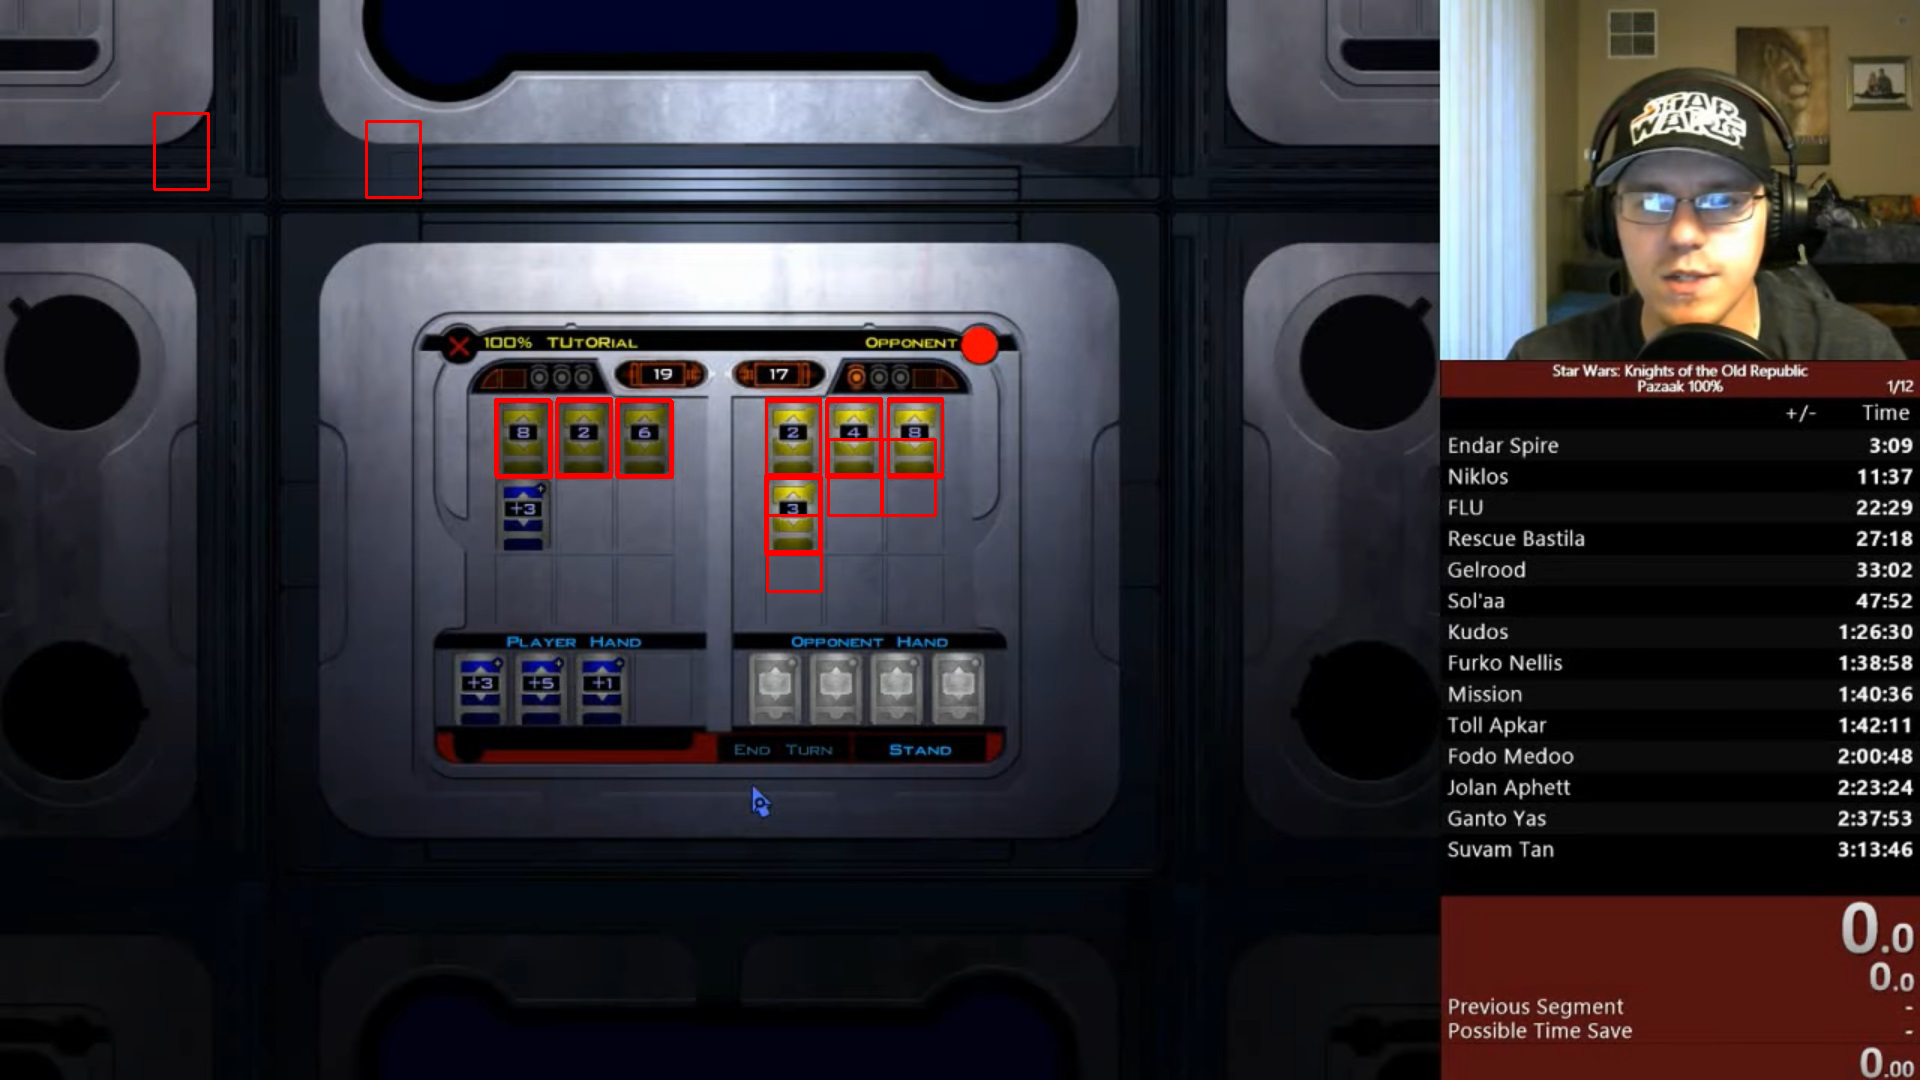 STAR
WARS
100% TUTORIAL
OPPONENT
19
17
8
2
6
2
4
8
+3
3
PLAYER HAND
OPPONENT HAND
+3
+5
+1
END TURN
STAND
Star Wars: Knights of the Old Republic
Pazaak 100%
1/12
+/- Time
Endar Spire 3:09
Niklos 11:37
FLU 22:29
Rescue Bastila 27:18
Gelrood 33:02
Sol'aa 47:52
Kudos 1:26:30
Furko Nellis 1:38:58
Mission 1:40:36
Toll Apkar 1:42:11
Fodo Medoo 2:00:48
Jolan Aphett 2:23:24
Ganto Yas 2:37:53
Suvam Tan 3:13:46
0.0
0.0
Previous Segment -
Possible Time Save -
0.00